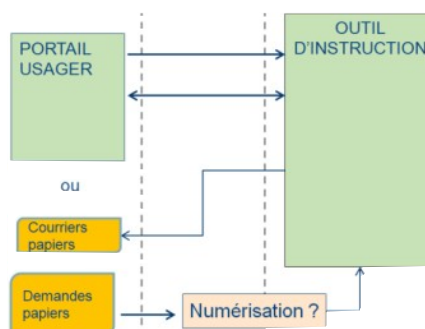 PORTAIL
USAGER
OUTIL
D'INSTRUCTION
ou
Courriers
papiers
Demandes
papiers
Numérisation ?